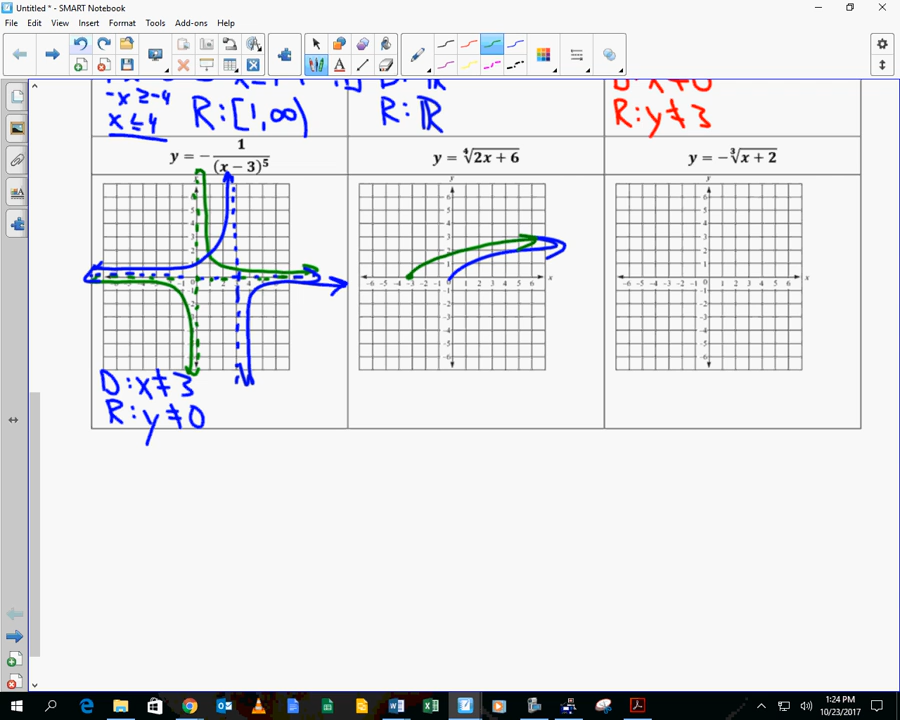 Untitled * - SMART Notebook
File Edit View Insert Format Tools Add-ons Help
-x ≥ -4
x ≤ 4
R: [1, ∞)
R: ℝ
R: y ≠ 3
y = - 1/(x - 3)^5
y = ∜(2x + 6)
y = -∛(x + 2)
D: x ≠ 3
R: y ≠ 0
1:24 PM
10/23/2017